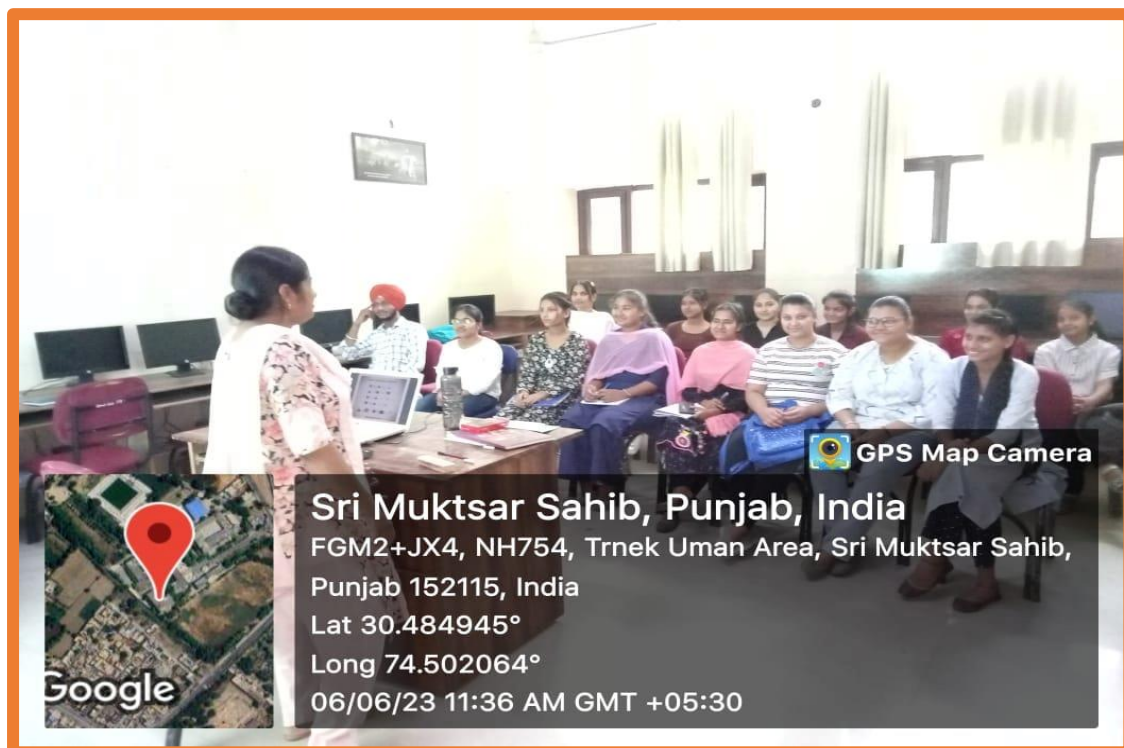 GPS Map Camera
Sri Muktsar Sahib, Punjab, India
FGM2+JX4, NH754, Trnek Uman Area, Sri Muktsar Sahib,
Punjab 152115, India
Lat 30.484945°
Long 74.502064°
06/06/23 11:36 AM GMT +05:30
Google